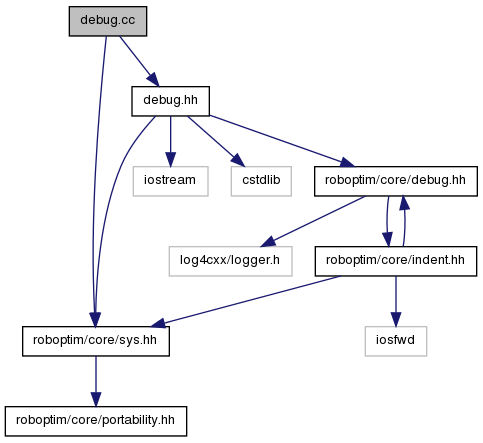 debug.cc
debug.hh
iostream
cstdlib
roboptim/core/debug.hh
log4cxx/logger.h
roboptim/core/indent.hh
roboptim/core/sys.hh
iosfwd
roboptim/core/portability.hh